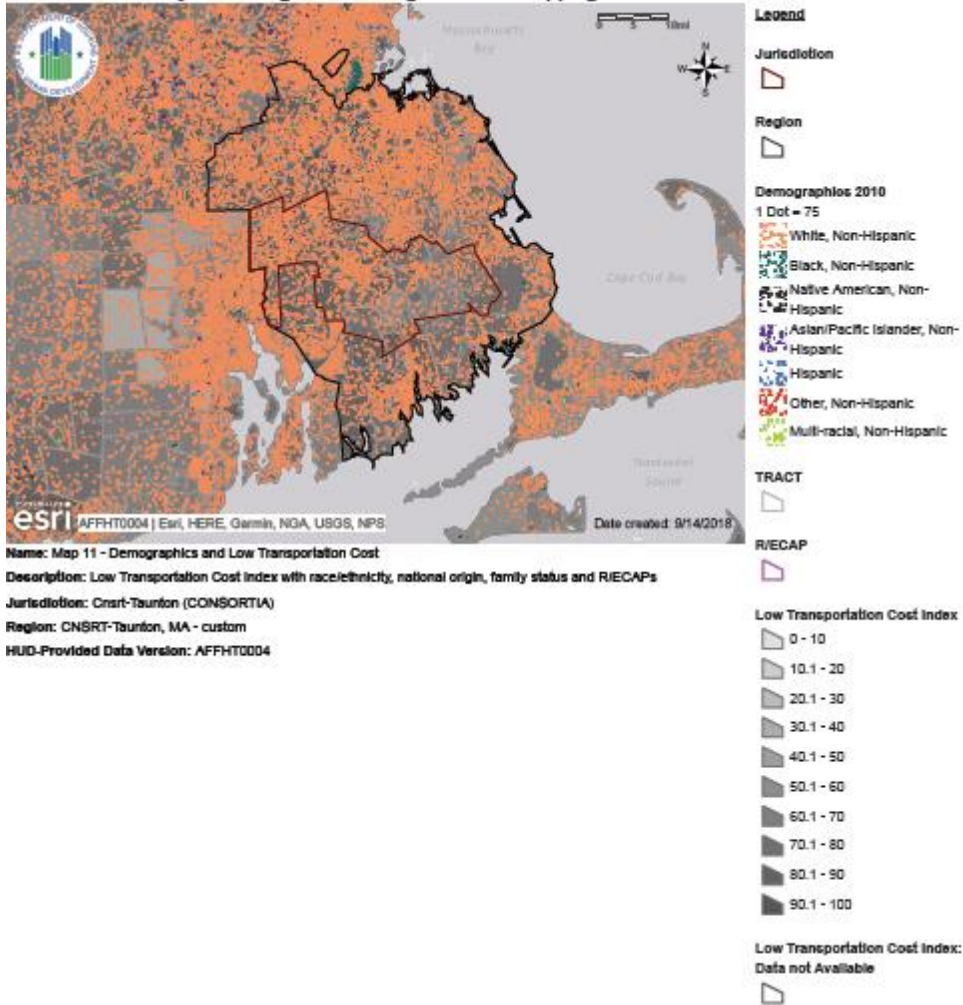 Massachusetts
Bay
0 5 10mi
N
W E
S
Cape Cod Bay
Nantucket
Sound
esri
AFFHT0004 | Esri, HERE, Garmin, NGA, USGS, NPS
Date created: 9/14/2018
Name: Map 11 - Demographics and Low Transportation Cost
Description: Low Transportation Cost Index with race/ethnicity, national origin, family status and R/ECAPs
Jurisdiction: Cnsrt-Taunton (CONSORTIA)
Region: CNSRT-Taunton, MA - custom
HUD-Provided Data Version: AFFHT0004
Legend
Jurisdiction
Region
Demographics 2010
1 Dot = 75
White, Non-Hispanic
Black, Non-Hispanic
Native American, Non-
Hispanic
Asian/Pacific Islander, Non-
Hispanic
Hispanic
Other, Non-Hispanic
Multi-racial, Non-Hispanic
TRACT
R/ECAP
Low Transportation Cost Index
0 - 10
10.1 - 20
20.1 - 30
30.1 - 40
40.1 - 50
50.1 - 60
60.1 - 70
70.1 - 80
80.1 - 90
90.1 - 100
Low Transportation Cost Index:
Data not Available